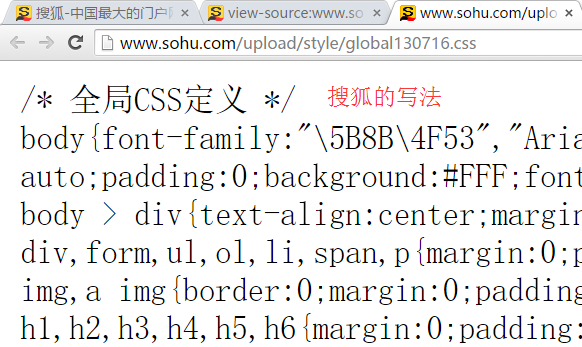 搜狐-中国最大的门户
view-source:www.so
www.sohu.com/uplo
www.sohu.com/upload/style/global130716.css
/* 全局CSS定义 */ 搜狐的写法
body{font-family:"\5B8B\4F53","Aria
auto;padding:0;background:#FFF;font
body > div{text-align:center;margin
div,form,ul,ol,li,span,p{margin:0;p
img,a img{border:0;margin:0;padding
h1,h2,h3,h4,h5,h6{margin:0;padding: